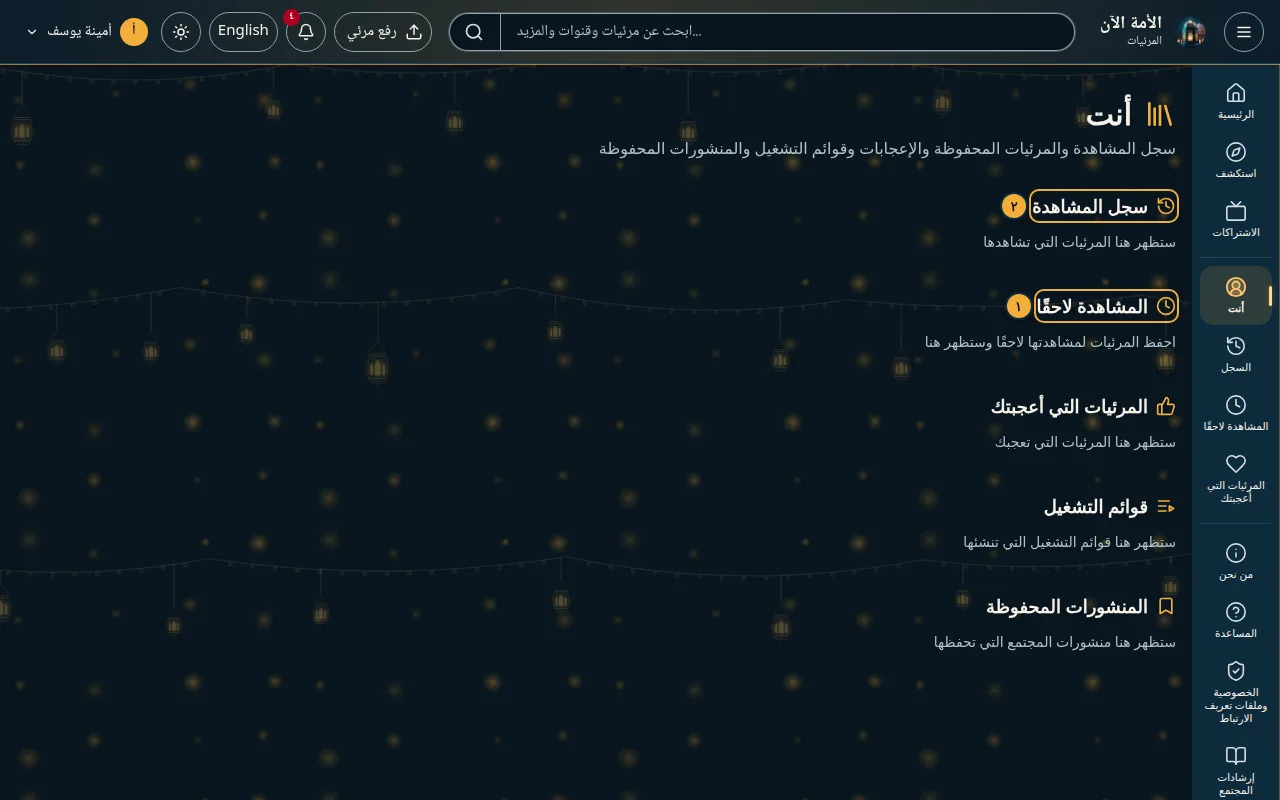 الأمة الآن
المرئيات
ابحث عن مرئيات وقنوات والمزيد...
رفع مرئي
٤
English
أ
أمينة يوسف
الرئيسية
استكشف
الاشتراكات
أنت
السجل
المشاهدة لاحقًا
المرئيات التي
أعجبتك
من نحن
المساعدة
الخصوصية
وملفات تعريف
الارتباط
إرشادات
المجتمع
أنت
سجل المشاهدة والمرئيات المحفوظة والإعجابات وقوائم التشغيل والمنشورات المحفوظة
سجل المشاهدة ٢
ستظهر هنا المرئيات التي تشاهدها
المشاهدة لاحقًا ١
احفظ المرئيات لمشاهدتها لاحقًا وستظهر هنا
المرئيات التي أعجبتك
ستظهر هنا المرئيات التي تعجبك
قوائم التشغيل
ستظهر هنا قوائم التشغيل التي تنشئها
المنشورات المحفوظة
ستظهر هنا منشورات المجتمع التي تحفظها